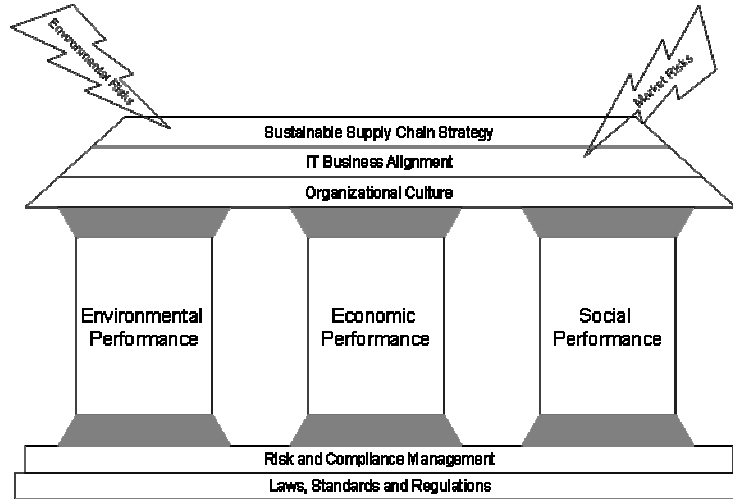 Environmental Risks
Market Risks
Sustainable Supply Chain Strategy
IT Business Alignment
Organizational Culture
Environmental
Performance
Economic
Performance
Social
Performance
Risk and Compliance Management
Laws, Standards and Regulations